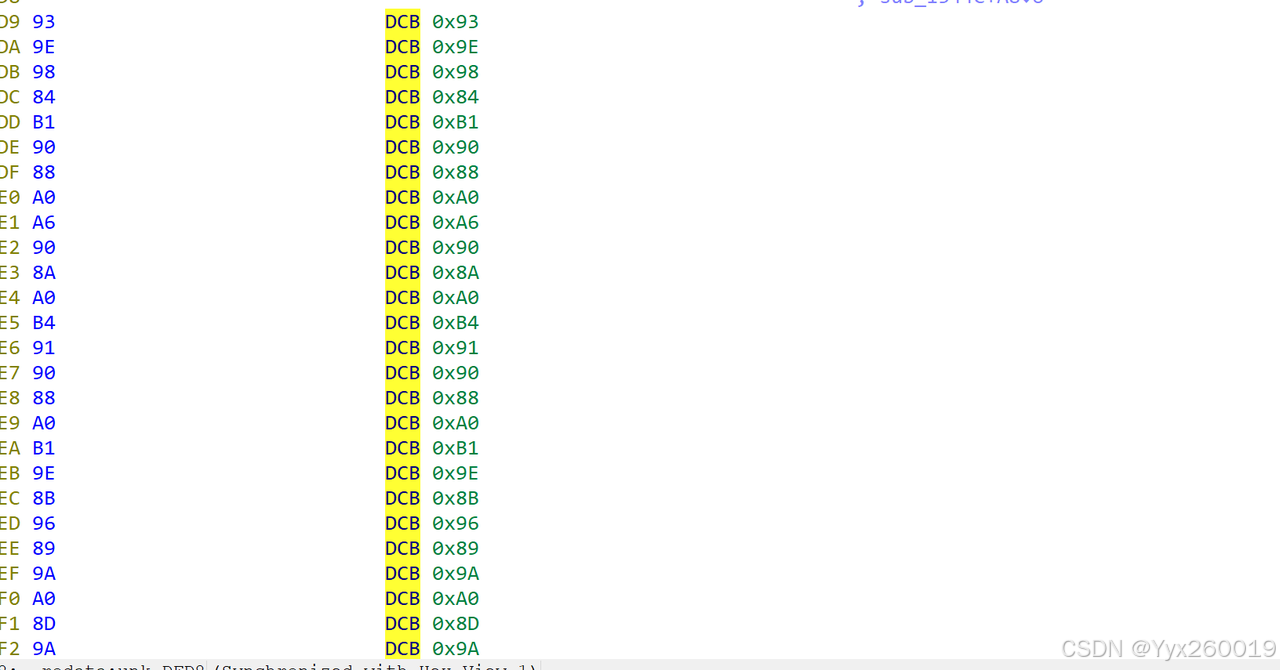 D9 93 DCB 0x93
DA 9E DCB 0x9E
DB 98 DCB 0x98
DC 84 DCB 0x84
DD B1 DCB 0xB1
DE 90 DCB 0x90
DF 88 DCB 0x88
E0 A0 DCB 0xA0
E1 A6 DCB 0xA6
E2 90 DCB 0x90
E3 8A DCB 0x8A
E4 A0 DCB 0xA0
E5 B4 DCB 0xB4
E6 91 DCB 0x91
E7 90 DCB 0x90
E8 88 DCB 0x88
E9 A0 DCB 0xA0
EA B1 DCB 0xB1
EB 9E DCB 0x9E
EC 8B DCB 0x8B
ED 96 DCB 0x96
EE 89 DCB 0x89
EF 9A DCB 0x9A
F0 A0 DCB 0xA0
F1 8D DCB 0x8D
F2 9A DCB 0x9A
CSDN @Yyx260019